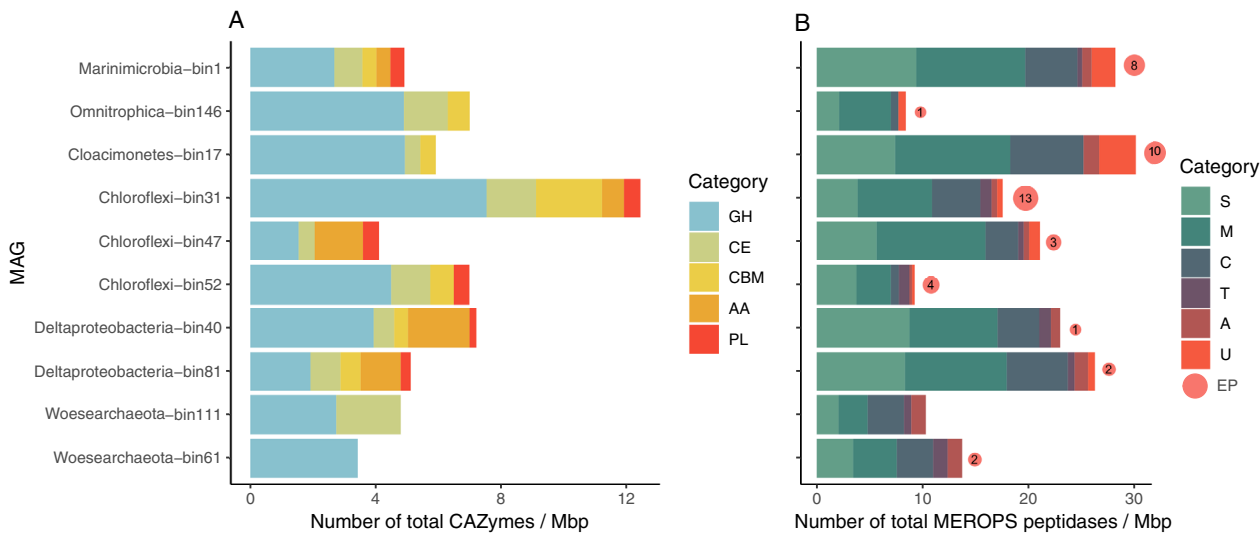 A
MAG
Marinimicrobia−bin1
Omnitrophica−bin146
Cloacimonetes−bin17
Chloroflexi−bin31
Chloroflexi−bin47
Chloroflexi−bin52
Deltaproteobacteria−bin40
Deltaproteobacteria−bin81
Woesearchaeota−bin111
Woesearchaeota−bin61
0 4 8 12
Number of total CAZymes / Mbp
Category
GH
CE
CBM
AA
PL
B
8
1
10
13
3
4
1
2
2
0 10 20 30
Number of total MEROPS peptidases / Mbp
Category
S
M
C
T
A
U
EP